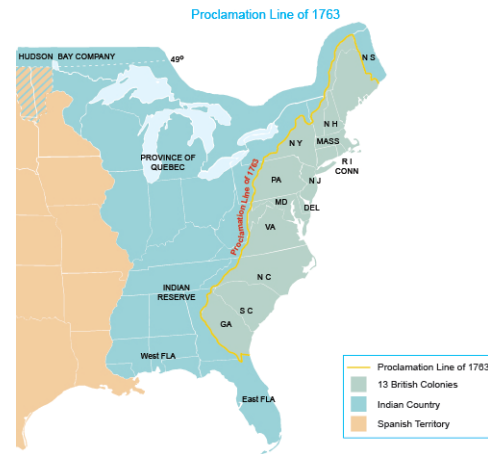 Proclamation Line of 1763
HUDSON BAY COMPANY
49º
N S
PROVINCE OF
QUEBEC
N H
N Y
MASS
R I
CONN
Proclamation Line of 1763
PA
N J
MD
DEL
VA
N C
INDIAN
RESERVE
S C
GA
West FLA
East FLA
Proclamation Line of 1763
13 British Colonies
Indian Country
Spanish Territory